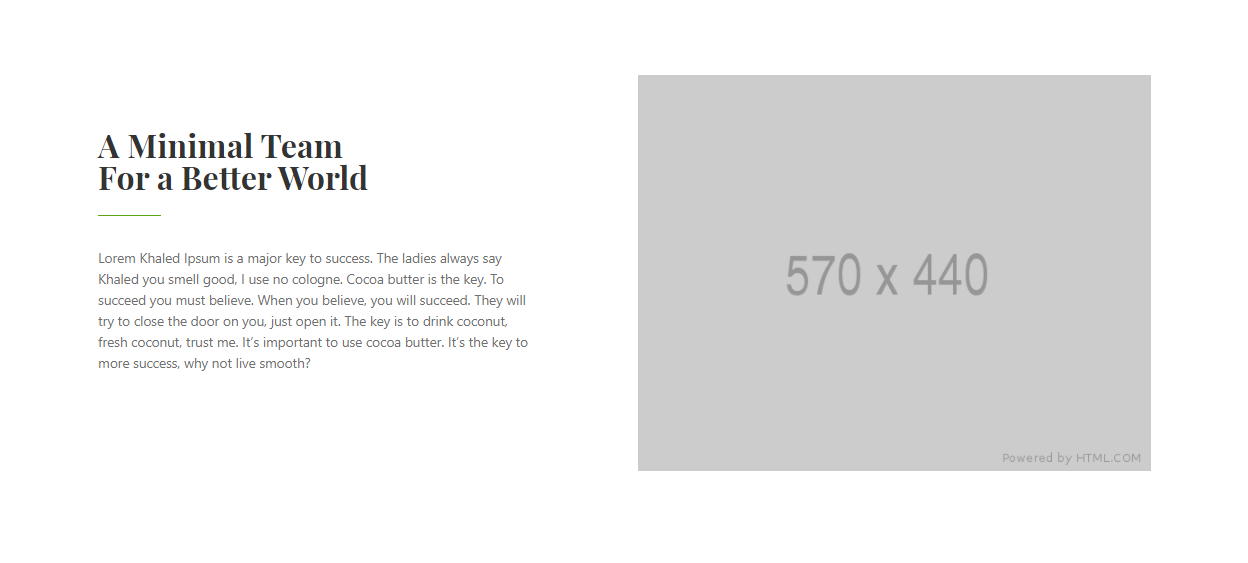 A Minimal Team
For a Better World
Lorem Khaled Ipsum is a major key to success. The ladies always say
Khaled you smell good, I use no cologne. Cocoa butter is the key. To
succeed you must believe. When you believe, you will succeed. They will
try to close the door on you, just open it. The key is to drink coconut,
fresh coconut, trust me. It’s important to use cocoa butter. It’s the key to
more success, why not live smooth?
570 x 440
Powered by HTML.COM